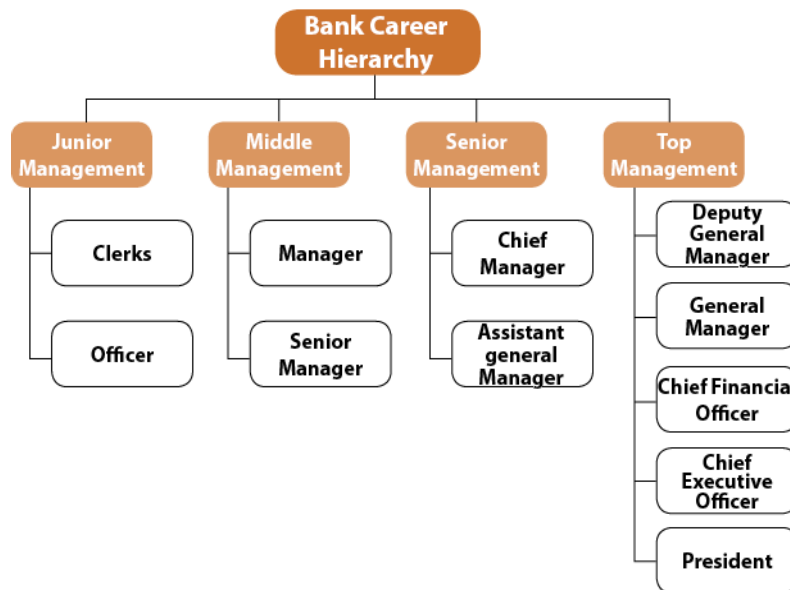 Bank Career
Hierarchy
Junior
Management
Middle
Management
Senior
Management
Top
Management
Clerks
Officer
Manager
Senior
Manager
Chief
Manager
Assistant
general
Manager
Deputy
General
Manager
General
Manager
Chief Financial
Officer
Chief
Executive
Officer
President